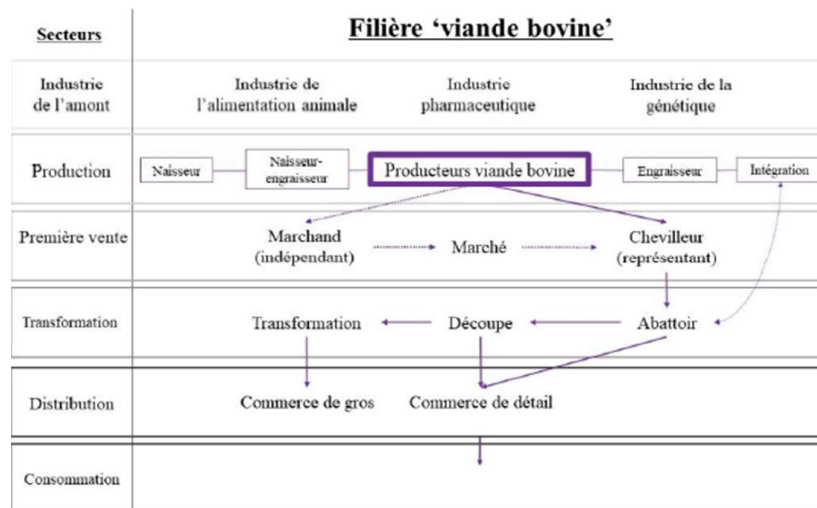 Secteurs
Filière ‘viande bovine’
Industrie
de l’amont
Industrie de
l’alimentation animale
Industrie
pharmaceutique
Industrie de la
génétique
Production
Naisseur
Naisseur-
engraisseur
Producteurs viande bovine
Engraisseur
Intégration
Première vente
Marchand
(indépendant)
Marché
Chevilleur
(représentant)
Transformation
Transformation
Découpe
Abattoir
Distribution
Commerce de gros
Commerce de détail
Consommation